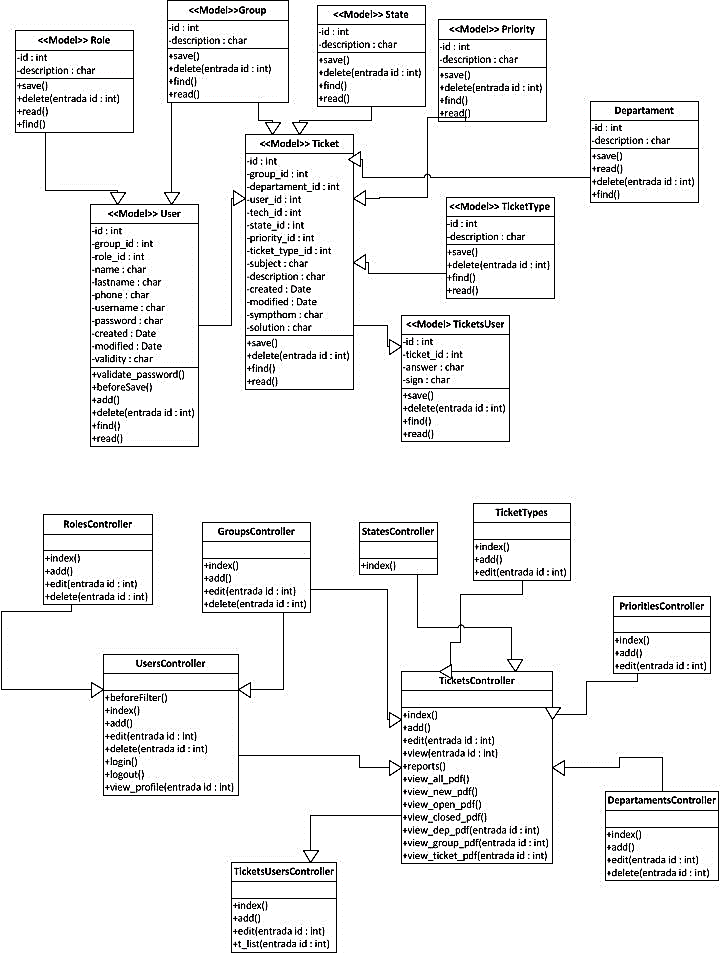 <<Model>> Role
-id : int
-description : char
+save()
+delete(entrada id : int)
+read()
+find()
<<Model>>Group
-id : int
-description : char
+save()
+delete(entrada id : int)
+find()
+read()
<<Model>> State
-id : int
-description : char
+save()
+delete(entrada id : int)
+find()
+read()
<<Model>> Priority
-id : int
-description : char
+save()
+delete(entrada id : int)
+find()
+read()
Departament
-id : int
-description : char
+save()
+read()
+delete(entrada id : int)
+find()
<<Model>> Ticket
-id : int
-group_id : int
-departament_id : int
-user_id : int
-tech_id : int
-state_id : int
-priority_id : int
-ticket_type_id : int
-subject : char
-description : char
-created : Date
-modified : Date
-sympthom : char
-solution : char
+save()
+delete(entrada id : int)
+find()
+read()
<<Model>> User
-id : int
-group_id : int
-role_id : int
-name : char
-lastname : char
-phone : char
-username : char
-password : char
-created : Date
-modified : Date
-validity : char
+validate_password()
+beforeSave()
+add()
+delete(entrada id : int)
+find()
+read()
<<Model>> TicketType
-id : int
-description : char
+save()
+delete(entrada id : int)
+find()
+read()
<<Model> TicketsUser
-id : int
-ticket_id : int
-answer : char
-sign : char
+save()
+delete(entrada id : int)
+find()
+read()
RolesController
+index()
+add()
+edit(entrada id : int)
+delete(entrada id : int)
GroupsController
+index()
+add()
+edit(entrada id : int)
+delete(entrada id : int)
StatesController
+index()
TicketTypes
+index()
+add()
+edit(entrada id : int)
PrioritiesController
+index()
+add()
+edit(entrada id : int)
UsersController
+beforeFilter()
+index()
+add()
+edit(entrada id : int)
+delete(entrada id : int)
+login()
+logout()
+view_profile(entrada id : int)
TicketsController
+index()
+add()
+edit(entrada id : int)
+view(entrada id : int)
+reports()
+view_all_pdf()
+view_new_pdf()
+view_open_pdf()
+view_closed_pdf()
+view_dep_pdf(entrada id : int)
+view_group_pdf(entrada id : int)
+view_ticket_pdf(entrada id : int)
DepartamentsController
+index()
+add()
+edit(entrada id : int)
+delete(entrada id : int)
TicketsUsersController
+index()
+add()
+edit(entrada id : int)
+t_list(entrada id : int)